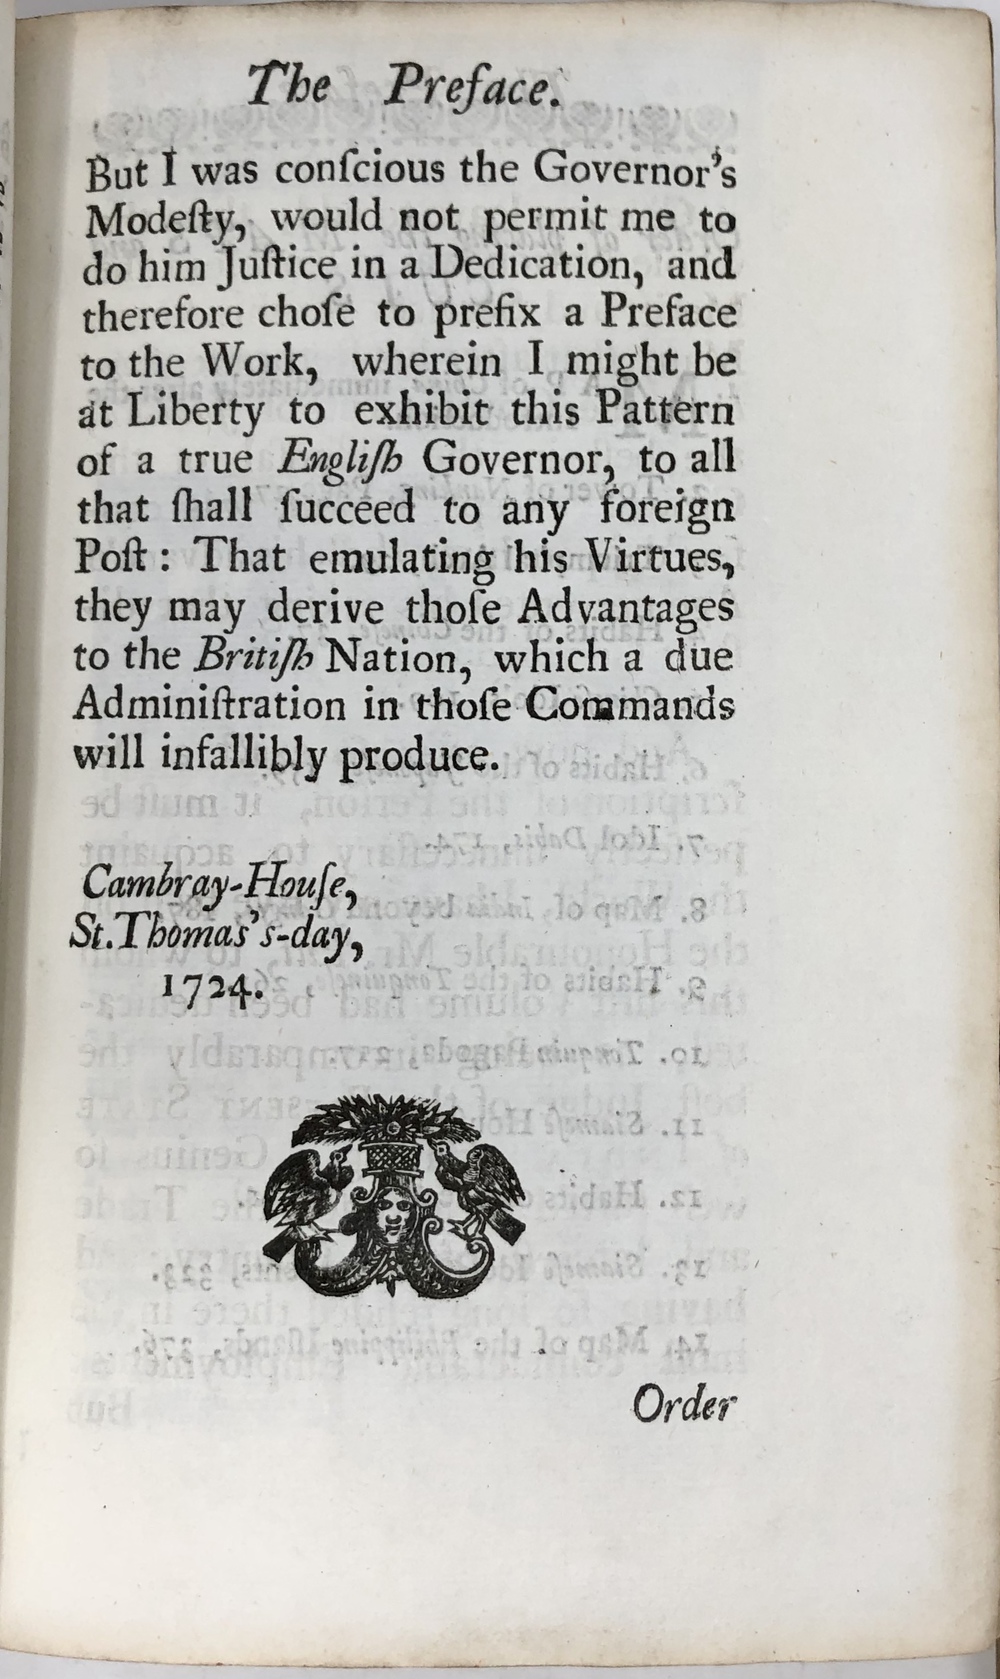 The Preface.
But I was conſcious the Governor's
Modeſty, would not permit me to
do him Juſtice in a Dedication, and
therefore choſe to prefix a Preface
to the Work, wherein I might be
at Liberty to exhibit this Pattern
of a true Engliſh Governor, to all
that ſhall ſucceed to any foreign
Poſt : That emulating his Virtues,
they may derive thoſe Advantages
to the Britiſh Nation, which a due
Adminiſtration in thoſe Commands
will infallibly produce.
Cambray-Houſe,
St. Thomas's-day,
1724.
Order